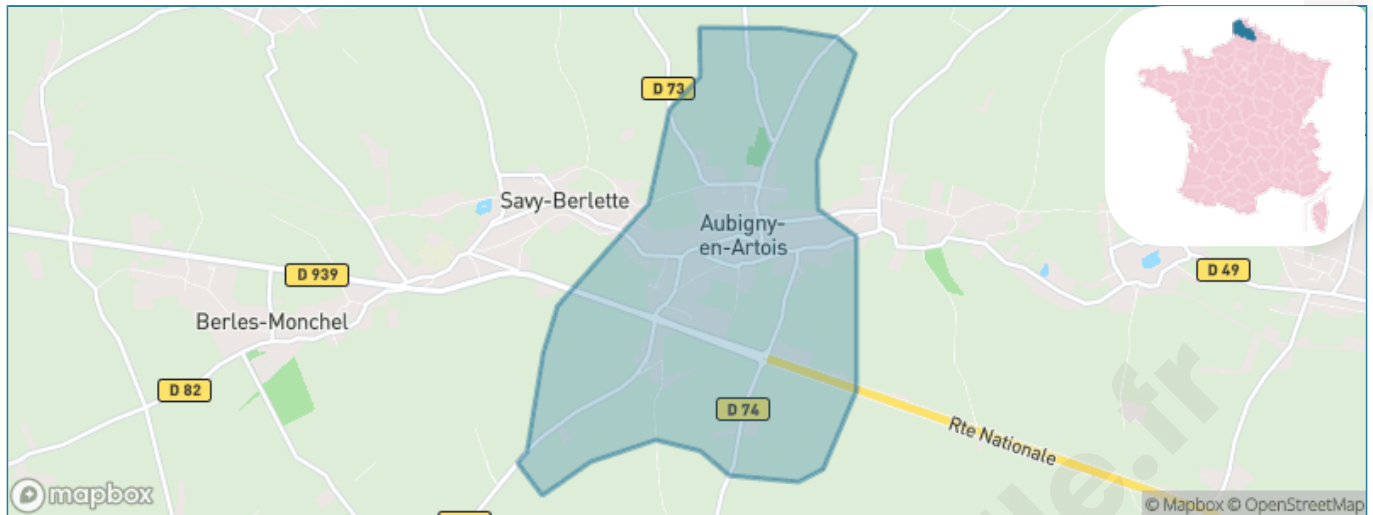 D 73
Savy-Berlette
Aubigny-
en-Artois
D 939
D 49
Berles-Monchel
D 82
D 74
Rte Nationale
mapbox
© Mapbox © OpenStreetMap